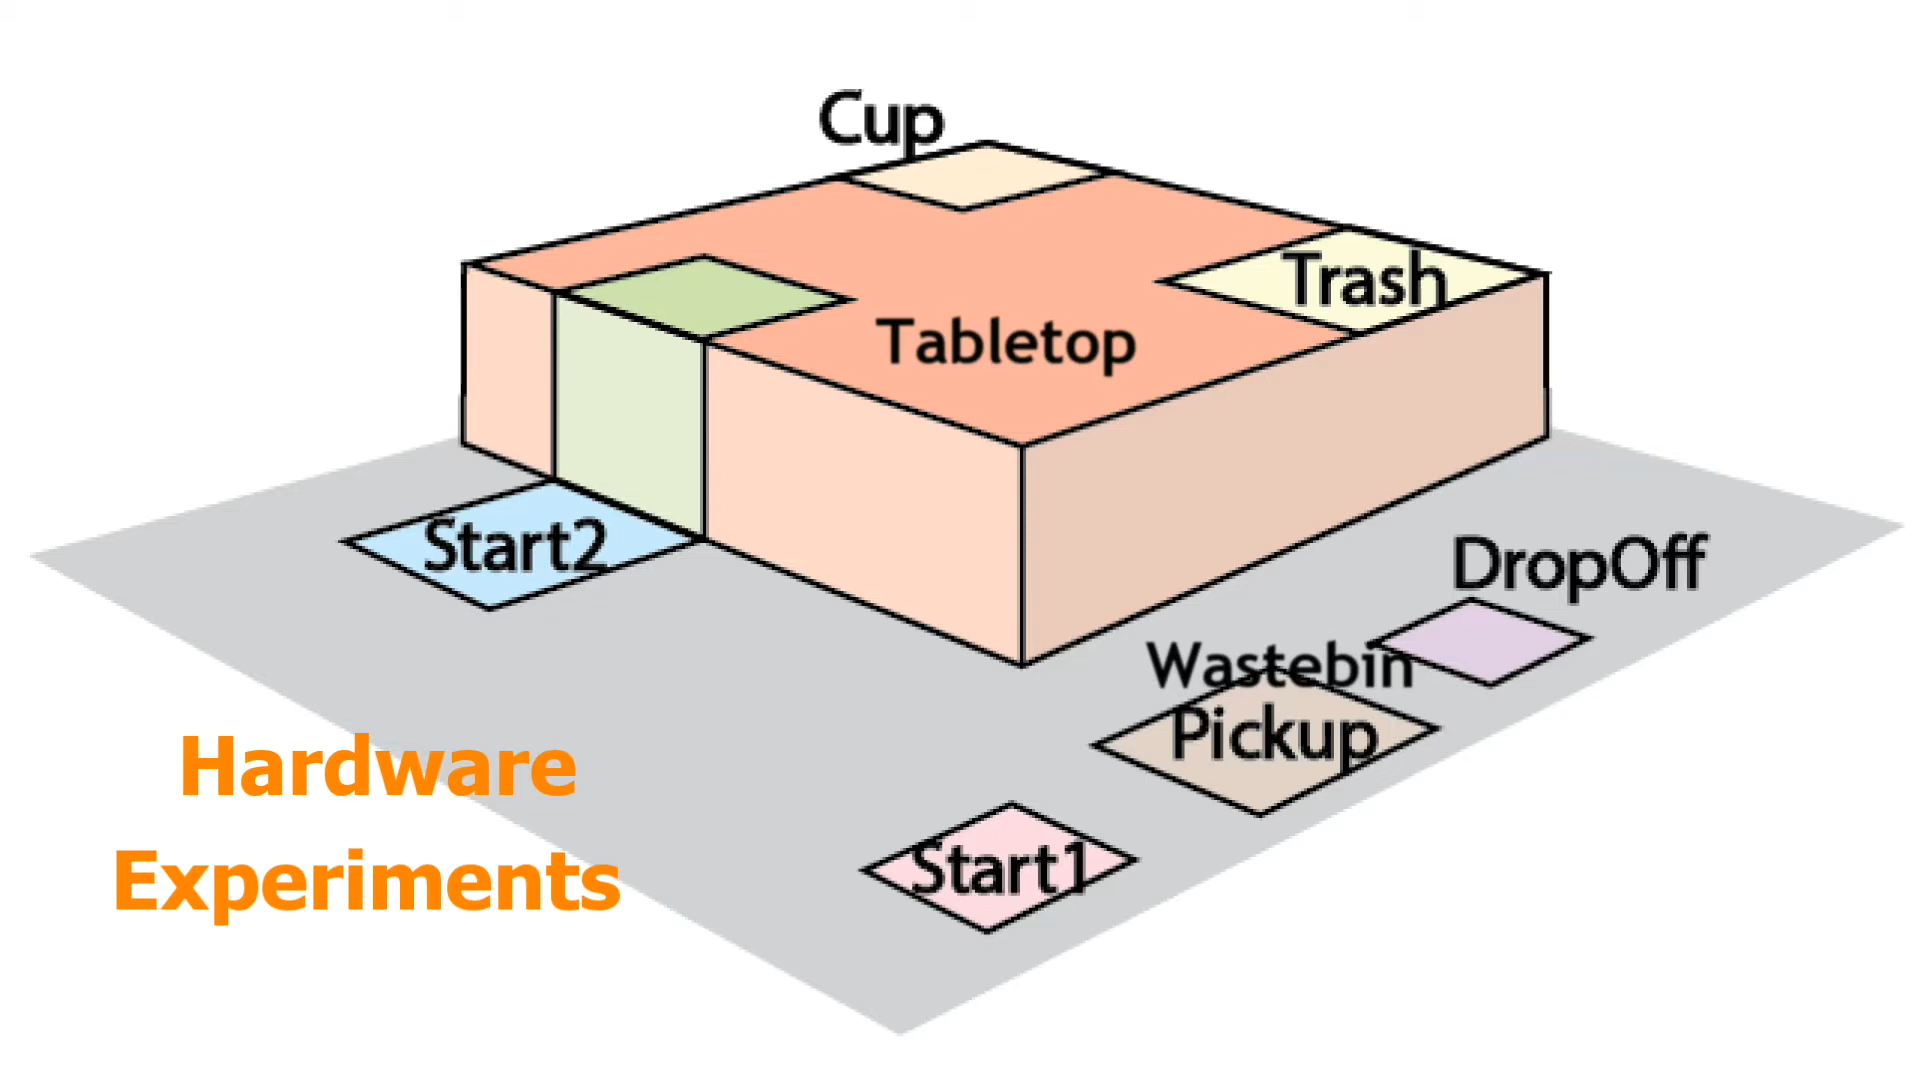 Cup
Trash
Tabletop
Start2
DropOff
Wastebin
Pickup
Start1
Hardware
Experiments